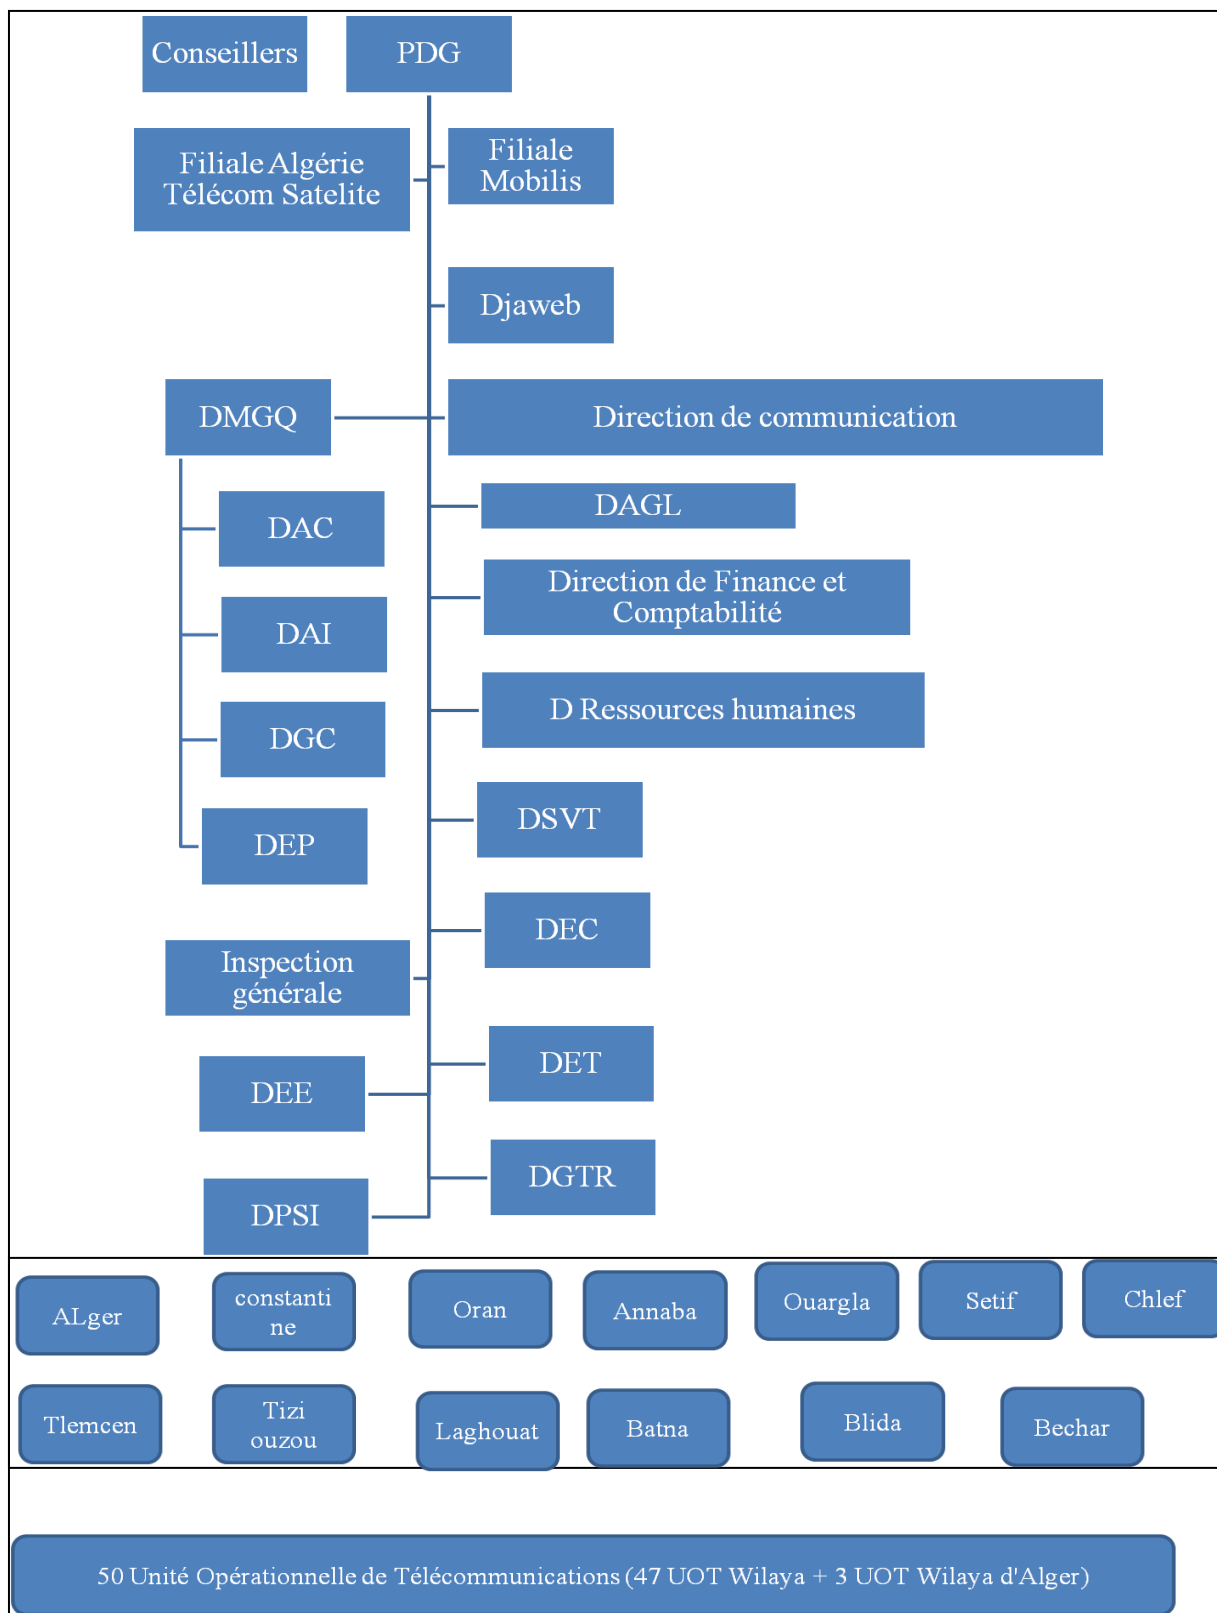 Conseillers
PDG
Filiale Algérie
Télécom Satelite
Filiale
Mobilis
Djaweb
DMGQ
Direction de communication
DAC
DAGL
Direction de Finance et
Comptabilité
DAI
D Ressources humaines
DGC
DSVT
DEP
DEC
Inspection
générale
DET
DEE
DGTR
DPSI
ALger
constanti
ne
Oran
Annaba
Ouargla
Setif
Chlef
Tlemcen
Tizi
ouzou
Laghouat
Batna
Blida
Bechar
50 Unité Opérationnelle de Télécommunications (47 UOT Wilaya + 3 UOT Wilaya d'Alger)